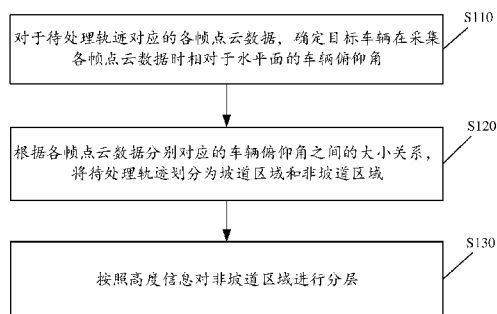 S110
对于待处理轨迹对应的各帧点云数据，确定目标车辆在采集
各帧点云数据时相对于水平面的车辆俯仰角
S120
根据各帧点云数据分别对应的车辆俯仰角之间的大小关系，
将待处理轨迹划分为坡道区域和非坡道区域
S130
按照高度信息对非坡道区域进行分层